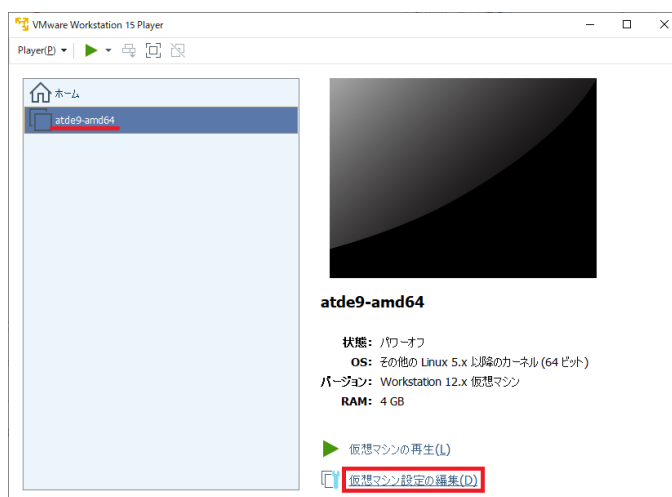 VMware Workstation 15 Player
Player(P)
ホーム
atde9-amd64
atde9-amd64
状態: パワーオフ
OS: その他の Linux 5.x 以降のカーネル (64 ビット)
バージョン: Workstation 12.x 仮想マシン
RAM: 4 GB
仮想マシンの再生(L)
仮想マシン設定の編集(D)